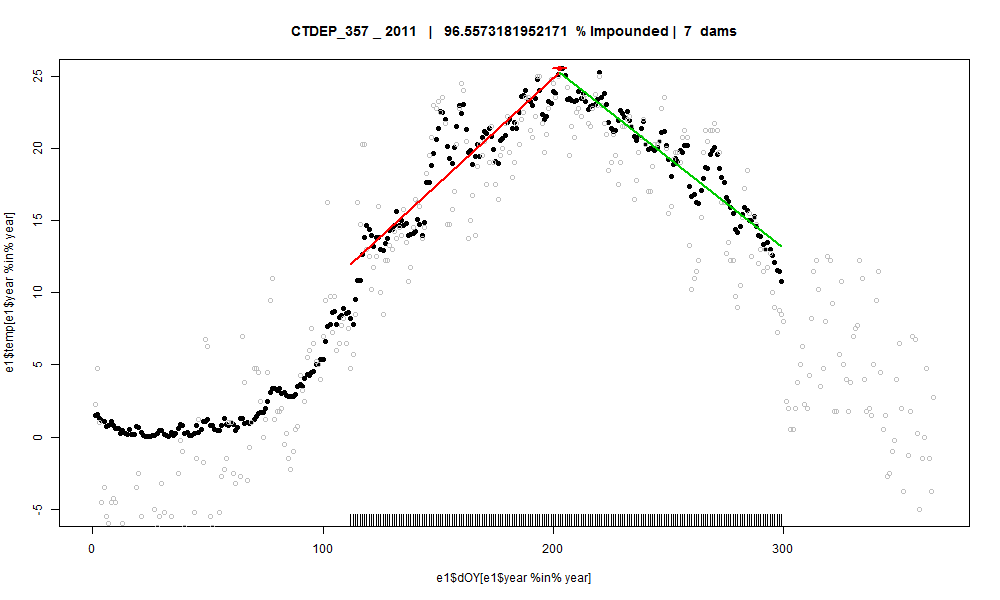 CTDEP_357 _ 2011 | 96.5573181952171 % Impounded | 7 dams
e1$temp[e1$year %in% year]
25
20
15
10
5
0
-5
0 100 200 300
e1$dOY[e1$year %in% year]